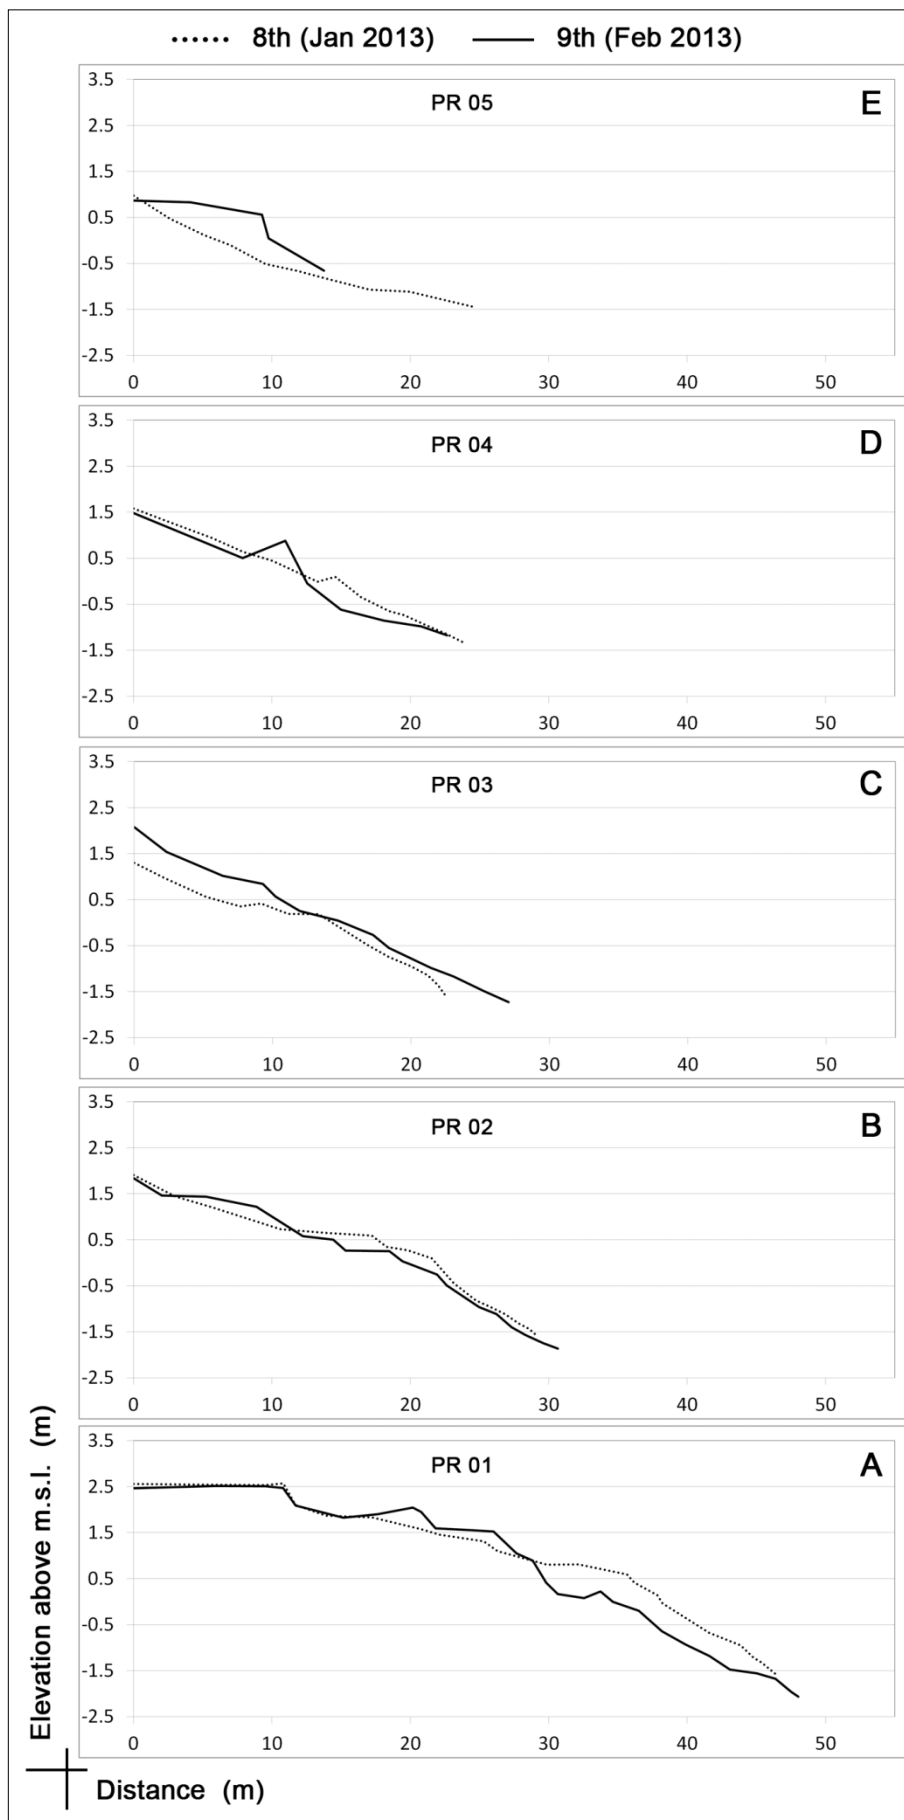 8th (Jan 2013) 9th (Feb 2013)
PR 05 E
3.5
2.5
1.5
0.5
-0.5
-1.5
-2.5
0 10 20 30 40 50
PR 04 D
3.5
2.5
1.5
0.5
-0.5
-1.5
-2.5
0 10 20 30 40 50
PR 03 C
3.5
2.5
1.5
0.5
-0.5
-1.5
-2.5
0 10 20 30 40 50
PR 02 B
3.5
2.5
1.5
0.5
-0.5
-1.5
-2.5
0 10 20 30 40 50
PR 01 A
3.5
2.5
1.5
0.5
-0.5
-1.5
-2.5
0 10 20 30 40 50
Elevation above m.s.l. (m)
Distance (m)